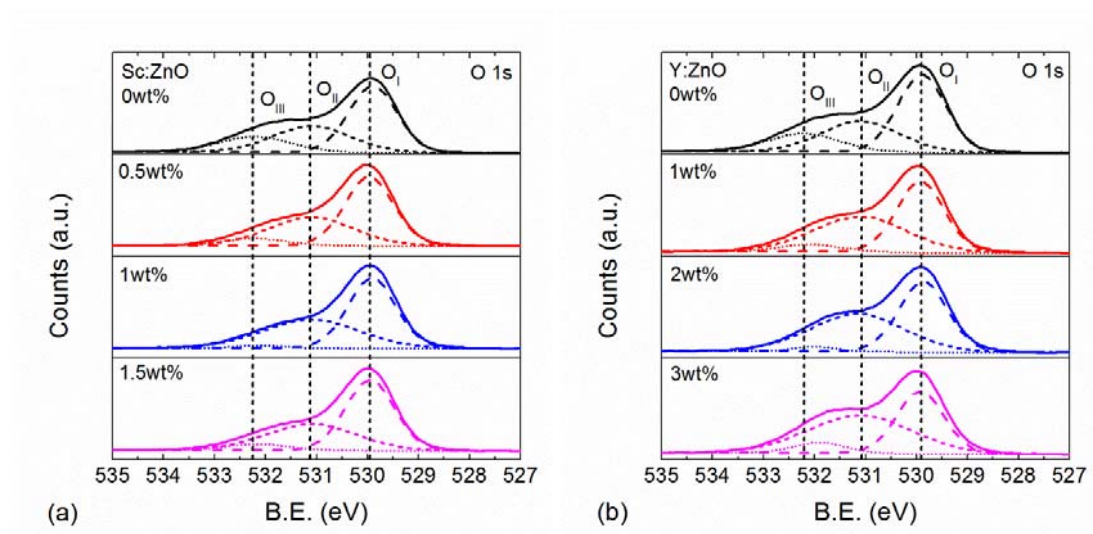 Sc:ZnO O 1s
0wt%
O_III O_II O_I
0.5wt%
1wt%
1.5wt%
Counts (a.u.)
535 534 533 532 531 530 529 528 527
(a) B.E. (eV)
Y:ZnO O 1s
0wt%
O_III O_II O_I
1wt%
2wt%
3wt%
Counts (a.u.)
535 534 533 532 531 530 529 528 527
(b) B.E. (eV)